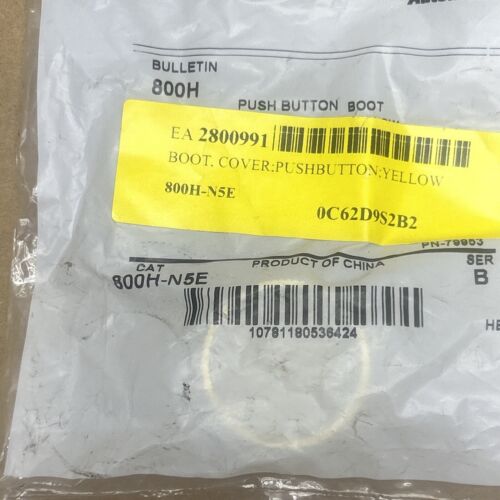 BULLETIN
800H
PUSH BUTTON BOOT
EA 2800991
BOOT, COVER;PUSHBUTTON;YELLOW
800H-N5E
0C62D9S2B2
PN-79953
PRODUCT OF CHINA
SER
CAT
800H-N5E
B
10781180536424